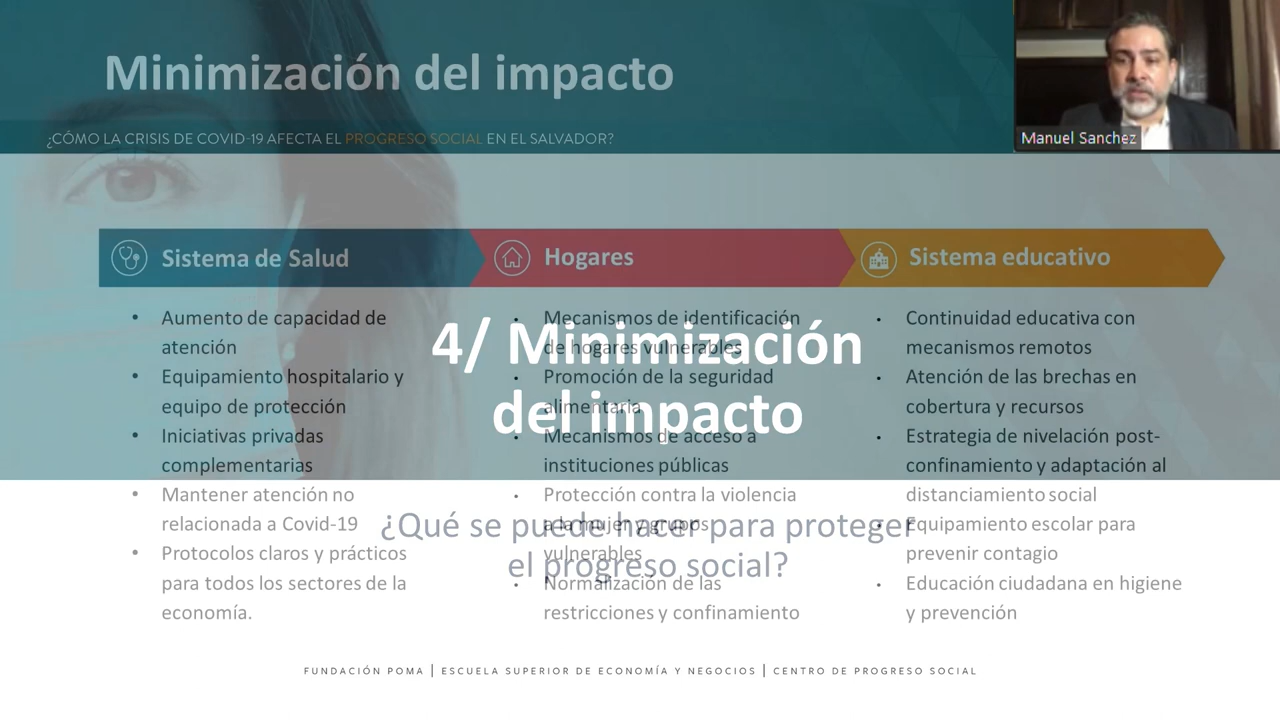 Minimización del impacto
¿CÓMO LA CRISIS DE COVID-19 AFECTA EL PROGRESO SOCIAL EN EL SALVADOR?
Manuel Sanchez
Sistema de Salud
• Aumento de capacidad de
atención
• Equipamiento hospitalario y
equipo de protección
• Iniciativas privadas
complementarias
• Mantener atención no
relacionada a Covid-19
• Protocolos claros y prácticos
para todos los sectores de la
economía.
Hogares
• Mecanismos de identificación
de hogares vulnerables
• Promoción de la seguridad
alimentaria
• Mecanismos de acceso a
instituciones públicas
• Protección contra la violencia
a la mujer y grupos
vulnerables
• Normalización de las
restricciones y confinamiento
Sistema educativo
• Continuidad educativa con
mecanismos remotos
• Atención de las brechas en
cobertura y recursos
• Estrategia de nivelación post-
confinamiento y adaptación al
distanciamiento social
• Equipamiento escolar para
prevenir contagio
• Educación ciudadana en higiene
y prevención
4/ Minimización
del impacto
¿Qué se puede hacer para proteger
el progreso social?
FUNDACIÓN POMA | ESCUELA SUPERIOR DE ECONOMÍA Y NEGOCIOS | CENTRO DE PROGRESO SOCIAL